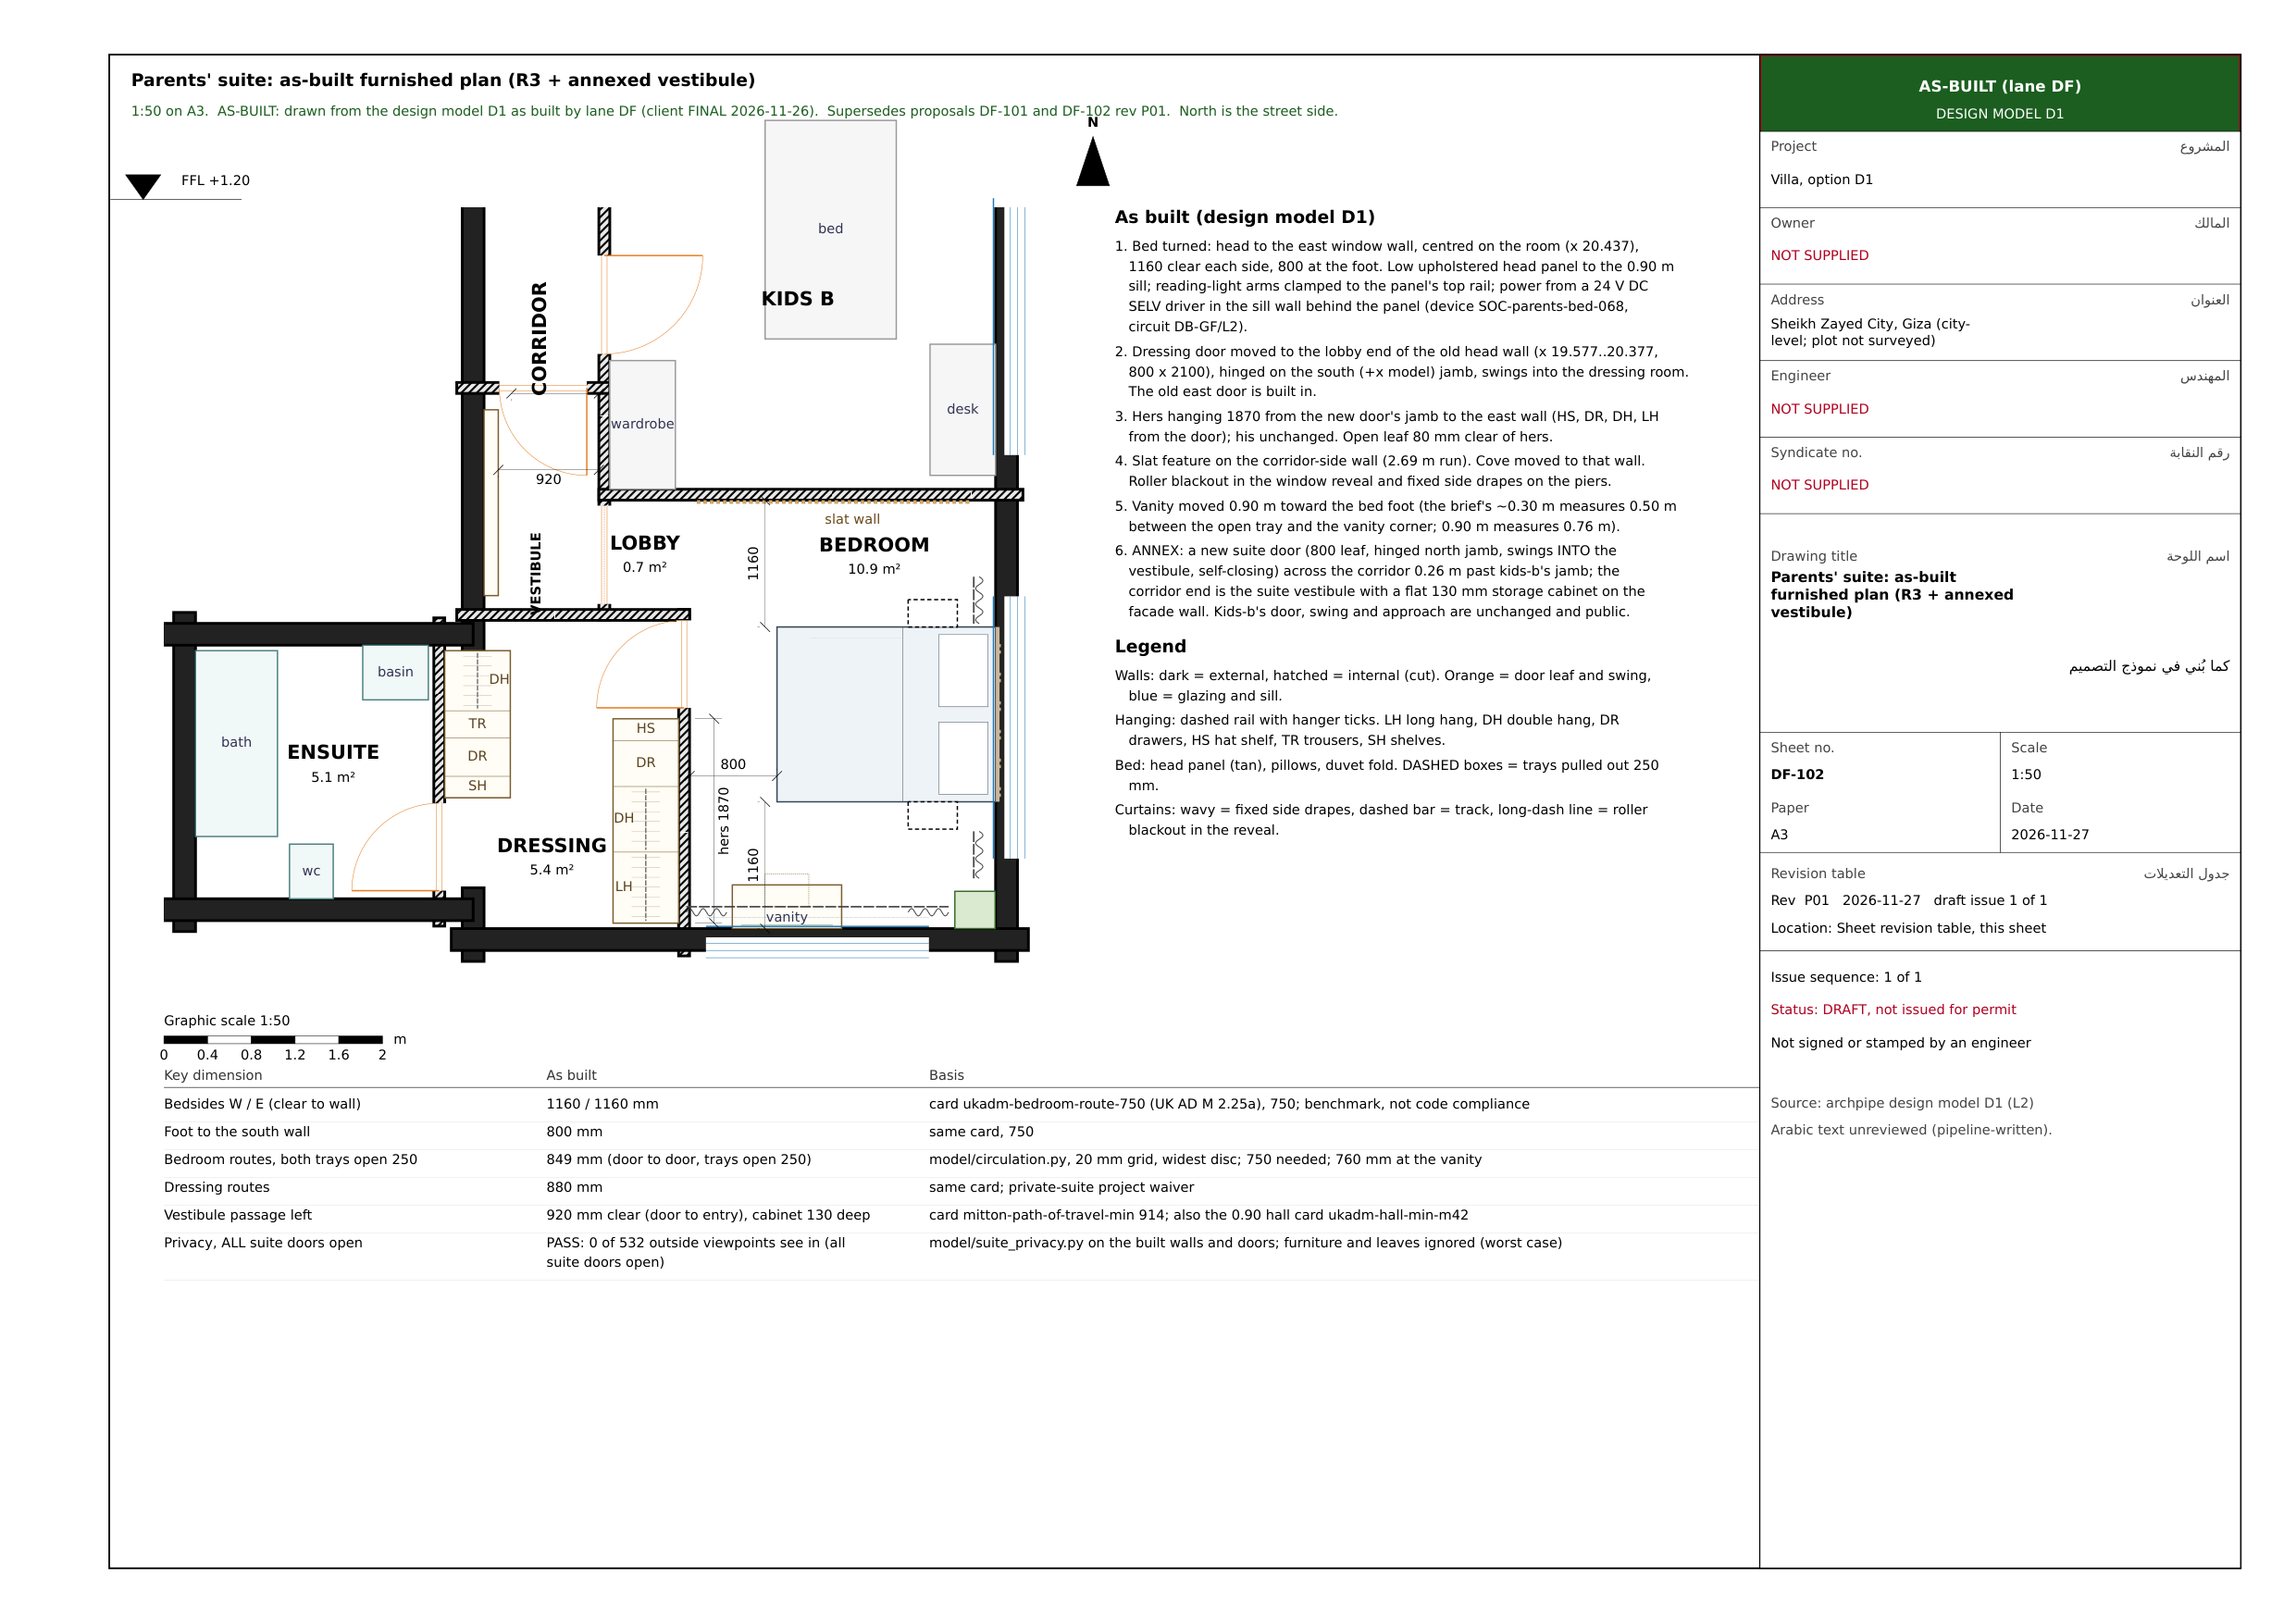 Parents' suite: as-built furnished plan (R3 + annexed vestibule)
1:50 on A3.  AS-BUILT: drawn from the design model D1 as built by lane DF (client FINAL 2026-11-26).  Supersedes proposals DF-101 and DF-102 rev P01.  North is the street side.
N
FFL +1.20
bed
KIDS B
CORRIDOR
wardrobe
desk
920
slat wall
VESTIBULE
LOBBY
0.7 m²
1160
BEDROOM
10.9 m²
basin
DH
TR
DR
SH
bath
ENSUITE
5.1 m²
wc
HS
DR
DH
LH
800
hers 1870
1160
DRESSING
5.4 m²
vanity
As built (design model D1)
1. Bed turned: head to the east window wall, centred on the room (x 20.437),
1160 clear each side, 800 at the foot. Low upholstered head panel to the 0.90 m
sill; reading-light arms clamped to the panel's top rail; power from a 24 V DC
SELV driver in the sill wall behind the panel (device SOC-parents-bed-068,
circuit DB-GF/L2).
2. Dressing door moved to the lobby end of the old head wall (x 19.577..20.377,
800 x 2100), hinged on the south (+x model) jamb, swings into the dressing room.
The old east door is built in.
3. Hers hanging 1870 from the new door's jamb to the east wall (HS, DR, DH, LH
from the door); his unchanged. Open leaf 80 mm clear of hers.
4. Slat feature on the corridor-side wall (2.69 m run). Cove moved to that wall.
Roller blackout in the window reveal and fixed side drapes on the piers.
5. Vanity moved 0.90 m toward the bed foot (the brief's ~0.30 m measures 0.50 m
between the open tray and the vanity corner; 0.90 m measures 0.76 m).
6. ANNEX: a new suite door (800 leaf, hinged north jamb, swings INTO the
vestibule, self-closing) across the corridor 0.26 m past kids-b's jamb; the
corridor end is the suite vestibule with a flat 130 mm storage cabinet on the
facade wall. Kids-b's door, swing and approach are unchanged and public.
Legend
Walls: dark = external, hatched = internal (cut). Orange = door leaf and swing,
blue = glazing and sill.
Hanging: dashed rail with hanger ticks. LH long hang, DH double hang, DR
drawers, HS hat shelf, TR trousers, SH shelves.
Bed: head panel (tan), pillows, duvet fold. DASHED boxes = trays pulled out 250
mm.
Curtains: wavy = fixed side drapes, dashed bar = track, long-dash line = roller
blackout in the reveal.
Graphic scale 1:50
m
0 0.4 0.8 1.2 1.6 2
Key dimension As built Basis
Bedsides W / E (clear to wall) 1160 / 1160 mm card ukadm-bedroom-route-750 (UK AD M 2.25a), 750; benchmark, not code compliance
Foot to the south wall 800 mm same card, 750
Bedroom routes, both trays open 250 849 mm (door to door, trays open 250) model/circulation.py, 20 mm grid, widest disc; 750 needed; 760 mm at the vanity
Dressing routes 880 mm same card; private-suite project waiver
Vestibule passage left 920 mm clear (door to entry), cabinet 130 deep card mitton-path-of-travel-min 914; also the 0.90 hall card ukadm-hall-min-m42
Privacy, ALL suite doors open PASS: 0 of 532 outside viewpoints see in (all model/suite_privacy.py on the built walls and doors; furniture and leaves ignored (worst case)
suite doors open)
AS-BUILT (lane DF)
DESIGN MODEL D1
Project المشروع
Villa, option D1
Owner المالك
NOT SUPPLIED
Address العنوان
Sheikh Zayed City, Giza (city-
level; plot not surveyed)
Engineer المهندس
NOT SUPPLIED
Syndicate no. رقم النقابة
NOT SUPPLIED
Drawing title اسم اللوحة
Parents' suite: as-built
furnished plan (R3 + annexed
vestibule)
كما بُني في نموذج التصميم
Sheet no. Scale
DF-102 1:50
Paper Date
A3 2026-11-27
Revision table جدول التعديلات
Rev  P01   2026-11-27   draft issue 1 of 1
Location: Sheet revision table, this sheet
Issue sequence: 1 of 1
Status: DRAFT, not issued for permit
Not signed or stamped by an engineer
Source: archpipe design model D1 (L2)
Arabic text unreviewed (pipeline-written).